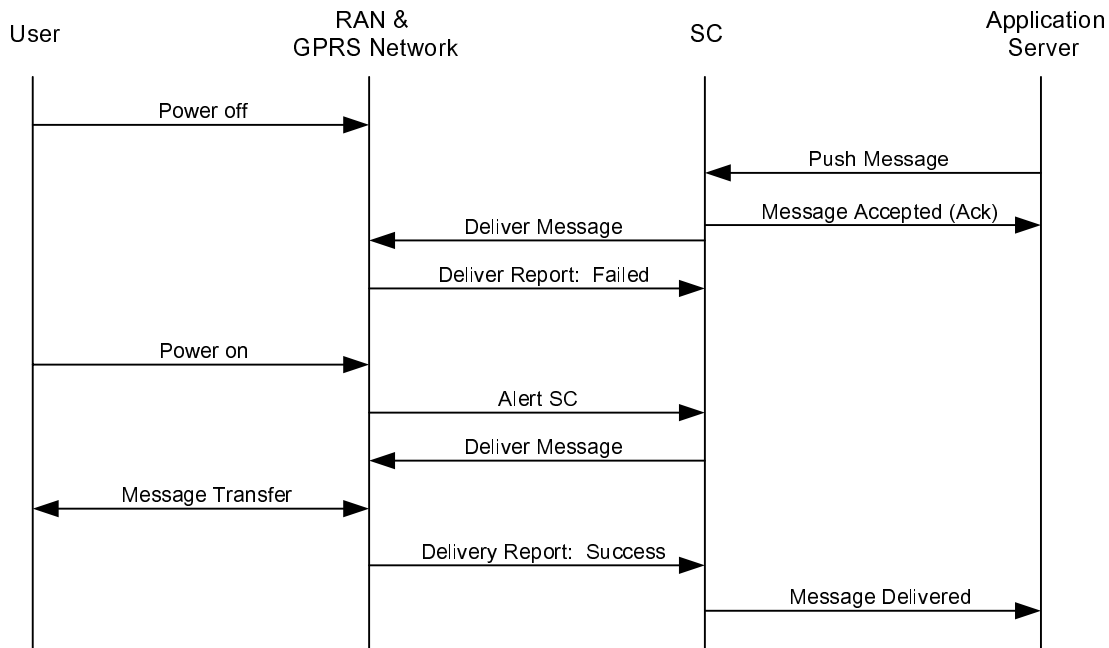 User
RAN &
GPRS Network
SC
Application
Server
Power off
Push Message
Message Accepted (Ack)
Deliver Message
Deliver Report:  Failed
Power on
Alert SC
Deliver Message
Message Transfer
Delivery Report:  Success
Message Delivered